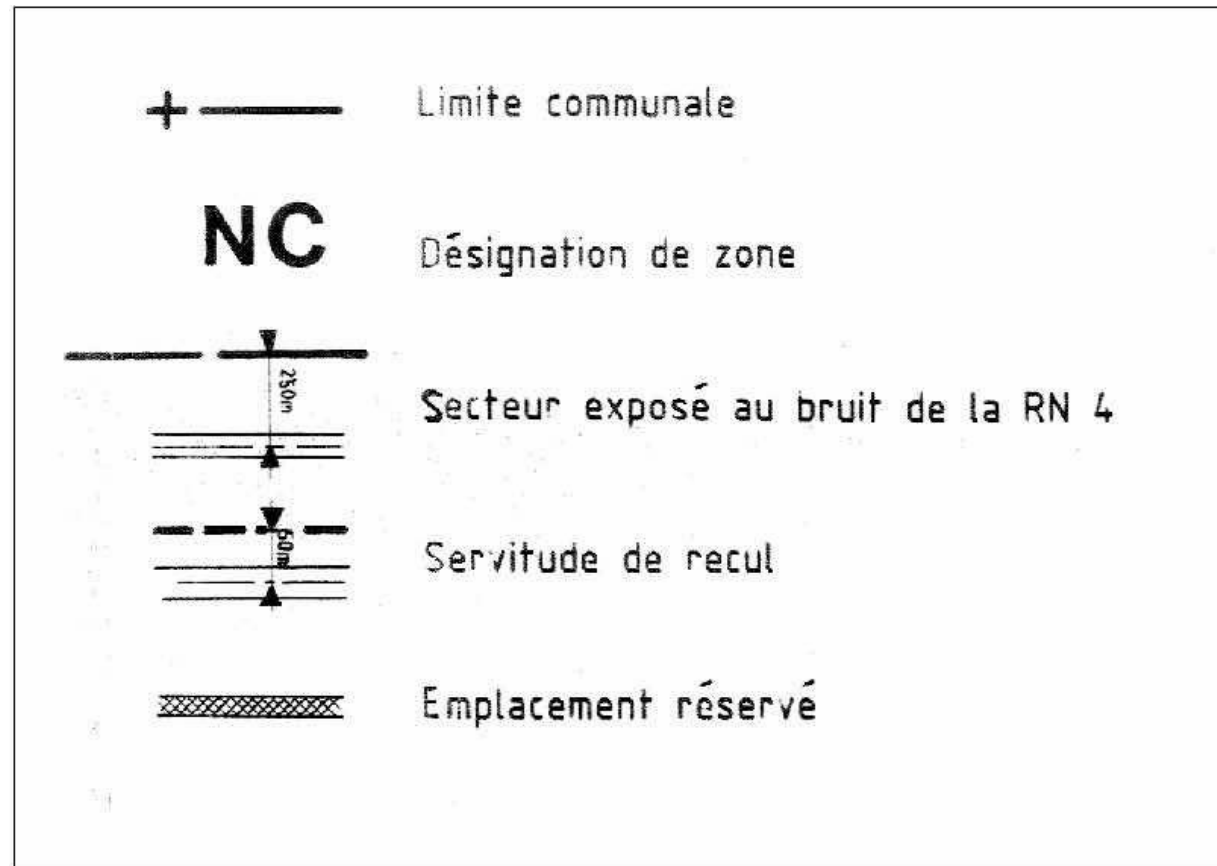 Limite communale
NC
Désignation de zone
250m
Secteur exposé au bruit de la RN 4
60m
Servitude de recul
Emplacement réservé